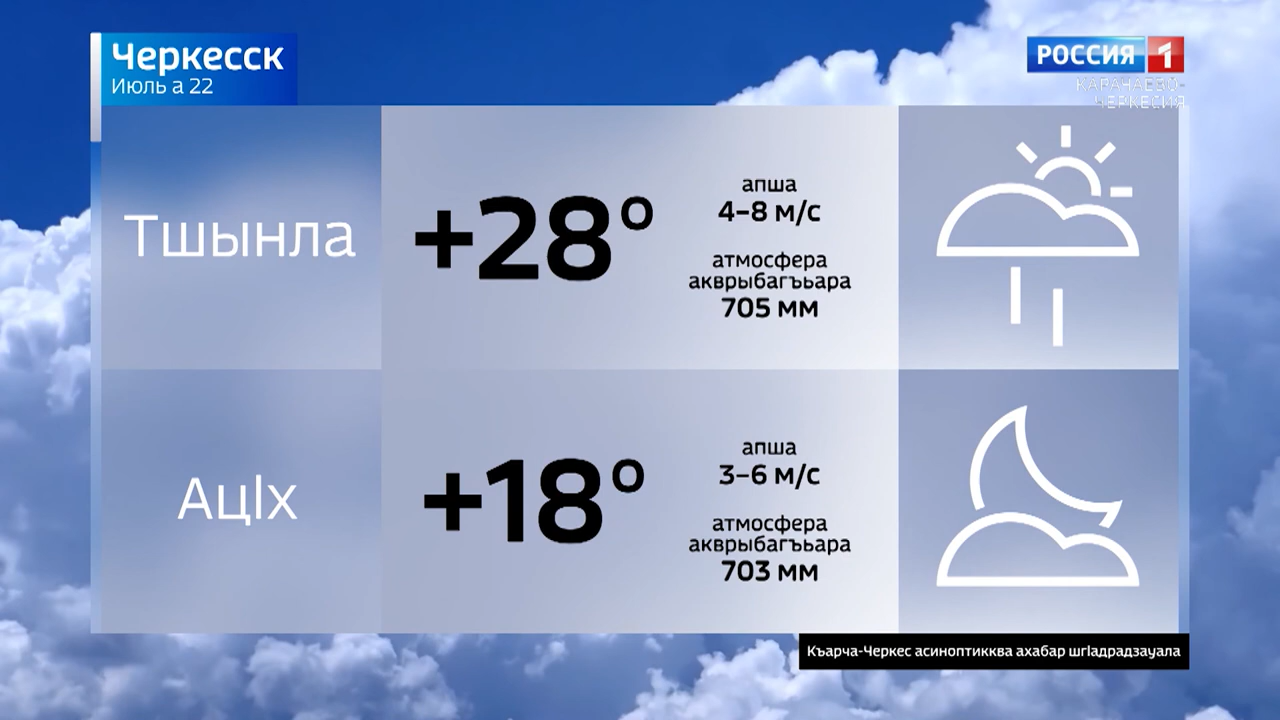 Черкесск
Июль а 22
РОССИЯ 1
КАРАЧАЕВО-
ЧЕРКЕСИЯ
Тшынла
+28°
апша
4-8 м/с
атмосфера
акврыбагъьара
705 мм
АцӀх
+18°
апша
3-6 м/с
атмосфера
акврыбагъьара
703 мм
Къарча-Черкес асиноптикква ахабар шгӀадрадзауала